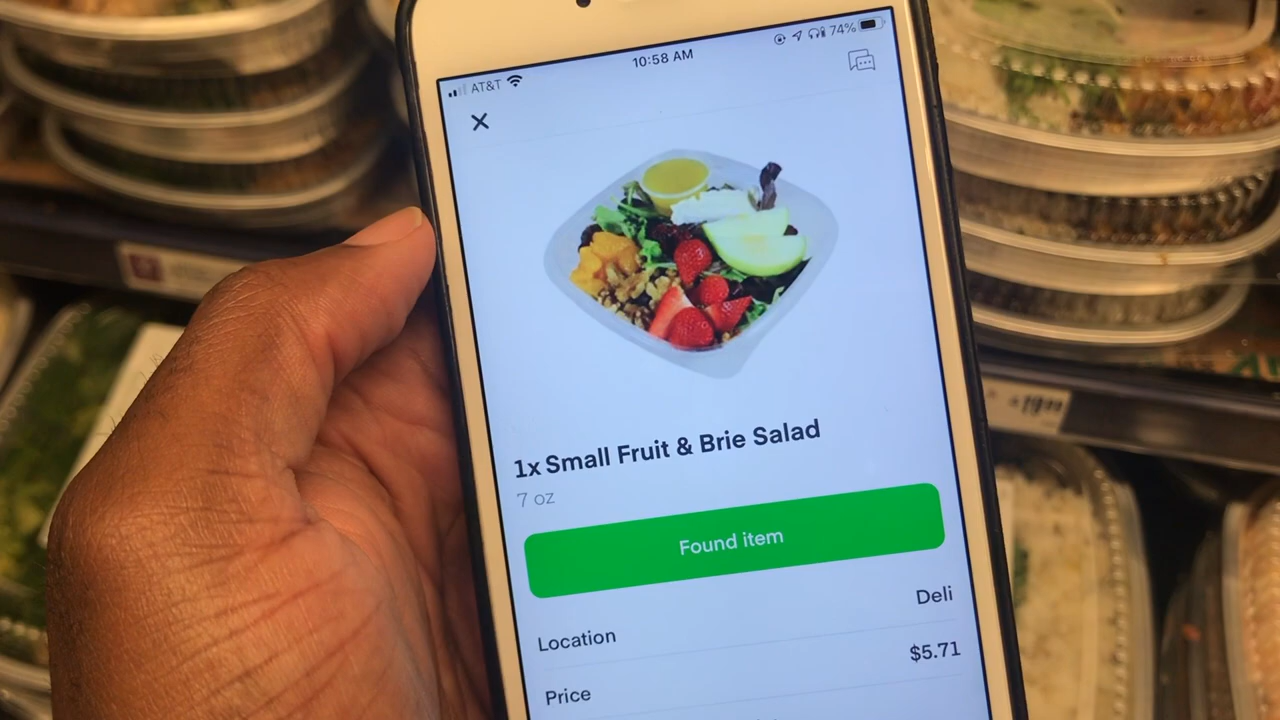 AT&T 10:58 AM 74%
1x Small Fruit & Brie Salad
7 oz
Found item
Location Deli
Price $5.71